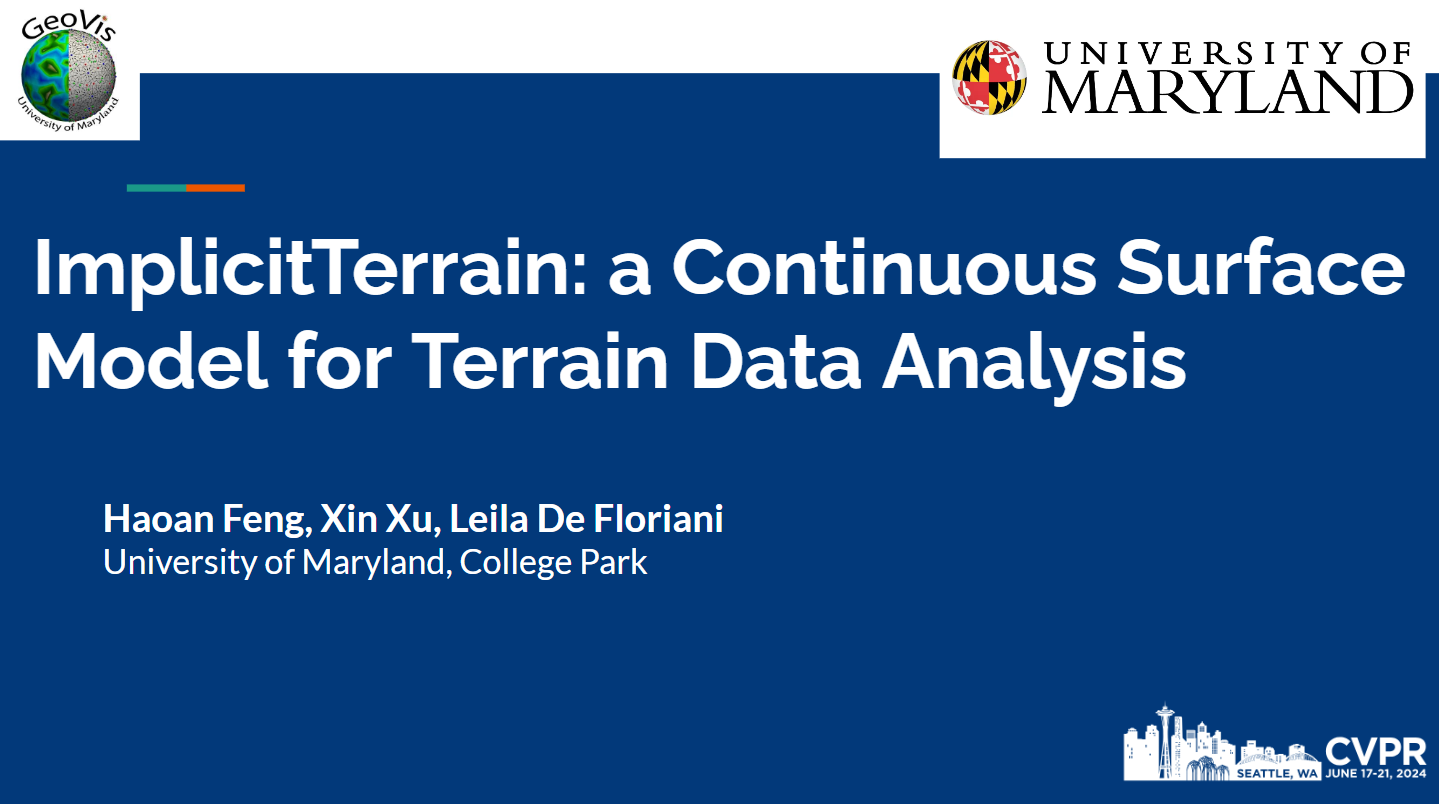 GeoVis
University of Maryland
UNIVERSITY OF
MARYLAND
ImplicitTerrain: a Continuous Surface
Model for Terrain Data Analysis
Haoan Feng, Xin Xu, Leila De Floriani
University of Maryland, College Park
CVPR
SEATTLE, WA JUNE 17-21, 2024